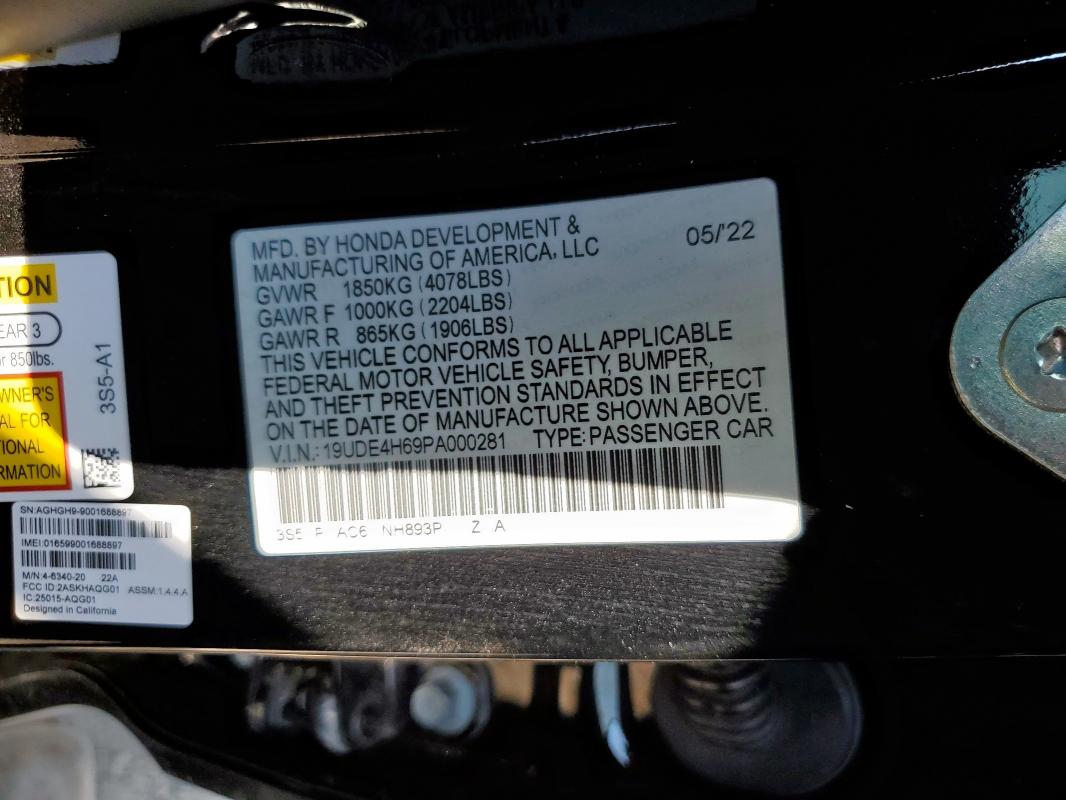 MFD. BY HONDA DEVELOPMENT &
MANUFACTURING OF AMERICA, LLC
05/'22
GVWR 1850KG (4078LBS)
GAWR F 1000KG (2204LBS)
GAWR R 865KG (1906LBS)
THIS VEHICLE CONFORMS TO ALL APPLICABLE
FEDERAL MOTOR VEHICLE SAFETY, BUMPER,
AND THEFT PREVENTION STANDARDS IN EFFECT
ON THE DATE OF MANUFACTURE SHOWN ABOVE.
V.I.N.: 19UDE4H69PA000281 TYPE: PASSENGER CAR
3S5 AC6 NH893P Z A
TION
EAR 3
or 850lbs.
WNER'S
AL FOR
TIONAL
RMATION
3S5-A1
SN:AGHGH9-9001688897
IMEI:016599001688897
M/N:4-6340-20 22A
FCC ID:2ASKHAQG01 ASSM:1.4.4.A
IC:25015-AQG01
Designed in California